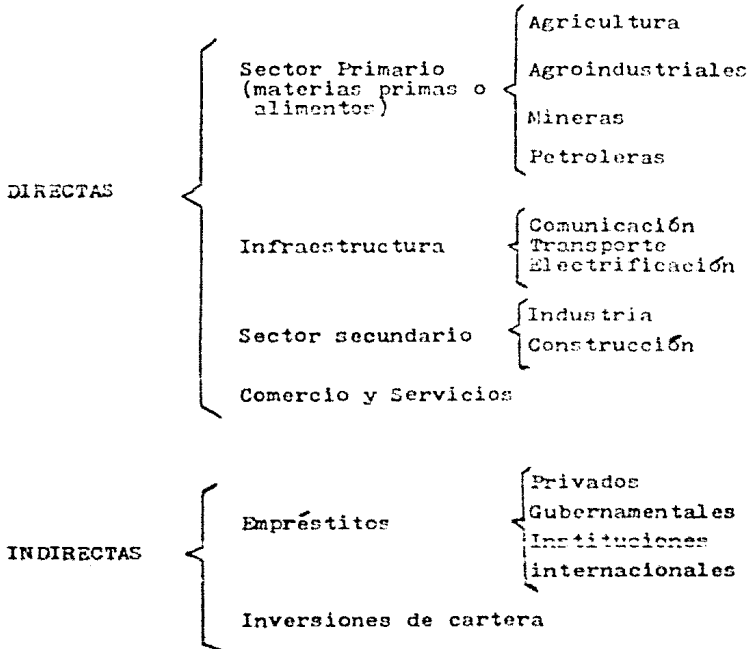 DIRECTAS
Sector Primario
(materias primas o
alimentos)
Agricultura
Agroindustriales
Mineras
Petroleras
Infraestructura
Comunicación
Transporte
Electrificación
Sector secundario
Industria
Construcción
Comercio y Servicios
INDIRECTAS
Empréstitos
Privados
Gubernamentales
Instituciones
internacionales
Inversiones de cartera